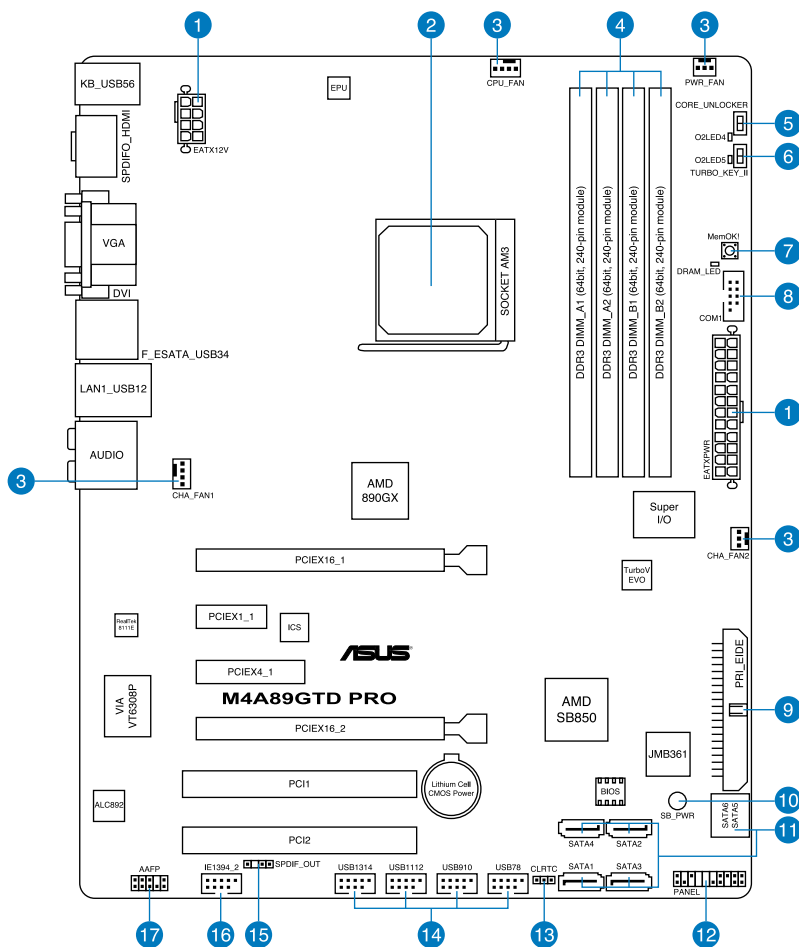 1
2
3
4
3
KB_USB56
EPU
CPU_FAN
PWR_FAN
CORE_UNLOCKER
SPDIFO_HDMI
EATX12V
O2LED4
5
O2LED5
6
TURBO_KEY_II
VGA
DVI
SOCKET AM3
DDR3 DIMM_A1 (64bit, 240-pin module)
DDR3 DIMM_A2 (64bit, 240-pin module)
DDR3 DIMM_B1 (64bit, 240-pin module)
DDR3 DIMM_B2 (64bit, 240-pin module)
MemOK!
7
DRAM_LED
COM1
8
F_ESATA_USB34
LAN1_USB12
EATXPWR
1
AUDIO
3
CHA_FAN1
AMD
890GX
Super
I/O
3
CHA_FAN2
PCIEX16_1
TurboV
EVO
RealTek
8111E
PCIEX1_1
ICS
ASUS
PCIEX4_1
M4A89GTD PRO
VIA
VT6308P
PCIEX16_2
AMD
SB850
PRI_EIDE
9
JMB361
PCI1
Lithium Cell
CMOS Power
BIOS
ALC892
SB_PWR
10
SATA6
SATA5
11
PCI2
SATA4
SATA2
AAFP
IE1394_2
SPDIF_OUT
USB1314
USB1112
USB910
USB78
CLRTC
SATA1
SATA3
PANEL
17
16
15
14
13
12